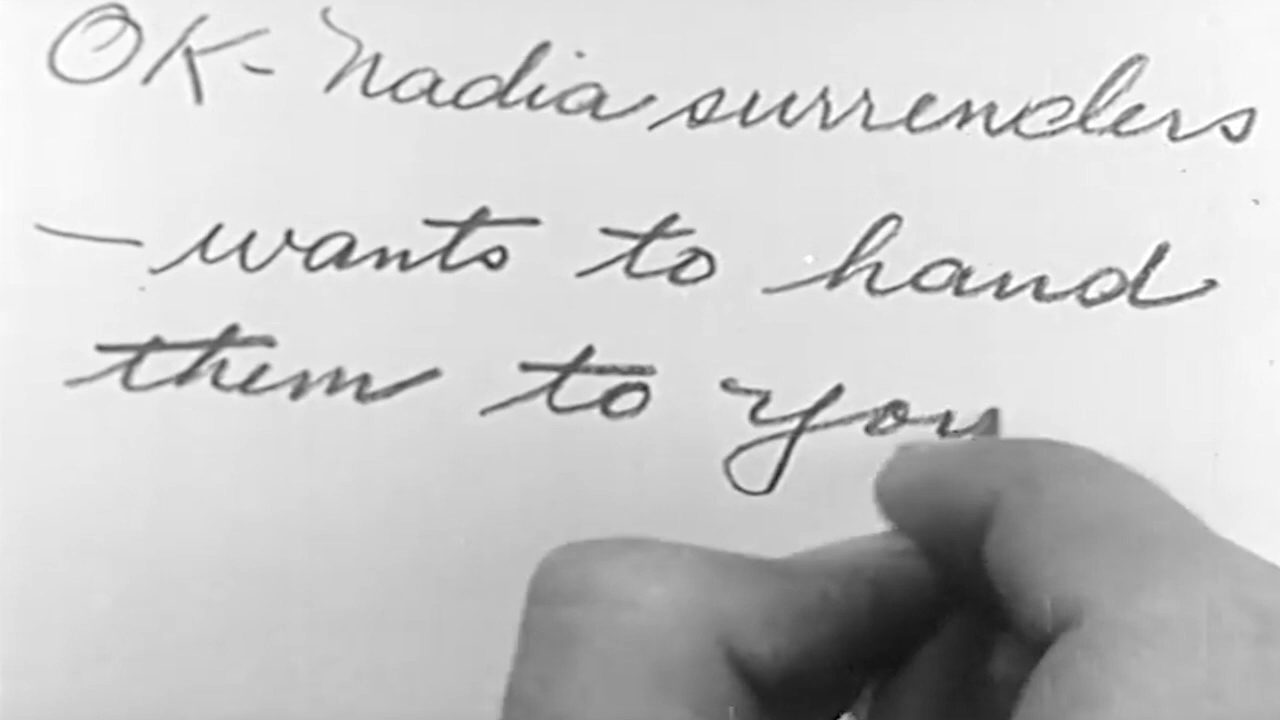 OK- Nadia surrenders
— wants to hand
them to you